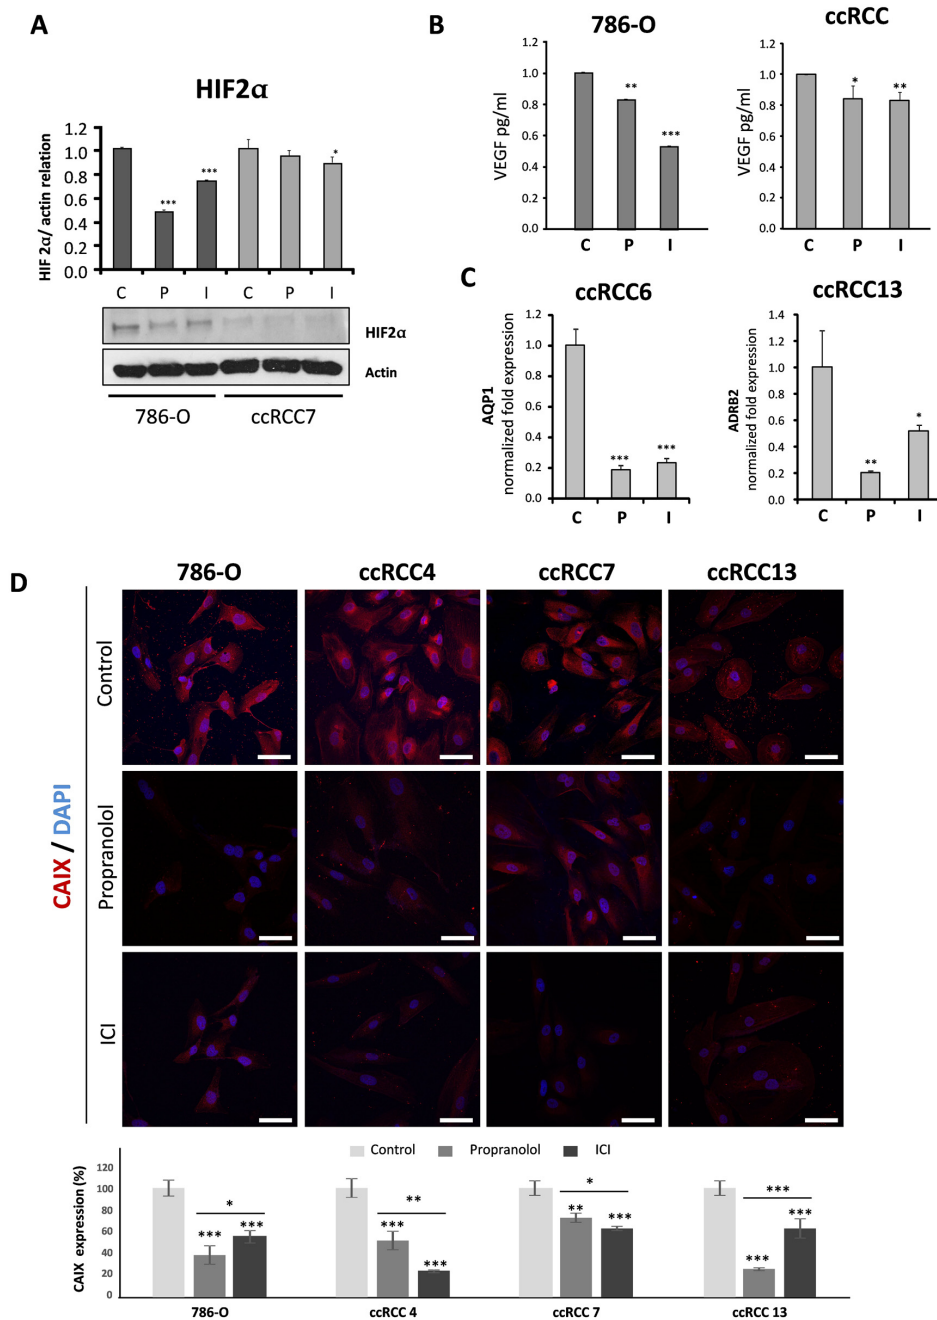 A
HIF2α
HIF 2α/ actin relation
1.2
1.0
0.8
0.6
0.4
0.2
0.0
***
***
*
C P I C P I
HIF2α
Actin
786-O ccRCC7
B
786-O
VEGF pg/ml
1.2
1.0
0.8
0.6
0.4
0.2
0.0
**
***
C P I
ccRCC
VEGF pg/ml
1.2
1.0
0.8
0.6
0.4
0.2
0.0
*
**
C P I
C
ccRCC6
AQP1
normalized fold expression
1.2
1.0
0.8
0.6
0.4
0.2
0.0
***
***
C P I
ccRCC13
ADRB2
normalized fold expression
1.4
1.2
1.0
0.8
0.6
0.4
0.2
0.0
**
*
C P I
D
786-O ccRCC4 ccRCC7 ccRCC13
CAIX / DAPI
Control
Propranolol
ICI
Control Propranolol ICI
CAIX expression (%)
120
100
80
60
40
20
0
*
***
***
**
***
***
*
**
***
***
***
***
786-O ccRCC 4 ccRCC 7 ccRCC 13